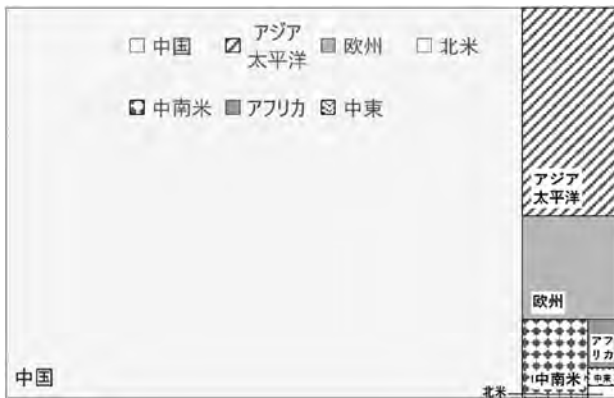 中国 アジア太平洋 欧州 北米
中南米 アフリカ 中東
アジア
太平洋
欧州
アフ
リカ
中南米
中東
中国
北米